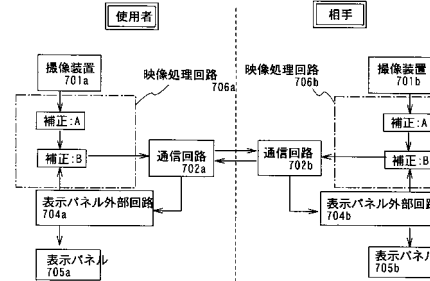 使用者
相手
撮像装置
701a
映像処理回路
706a
補正:A
補正:B
通信回路
702a
表示パネル外部回路
704a
表示パネル
705a
映像処理回路
706b
撮像装置
701b
補正:A
補正:B
通信回路
702b
表示パネル外部回路
704b
表示パネル
705b